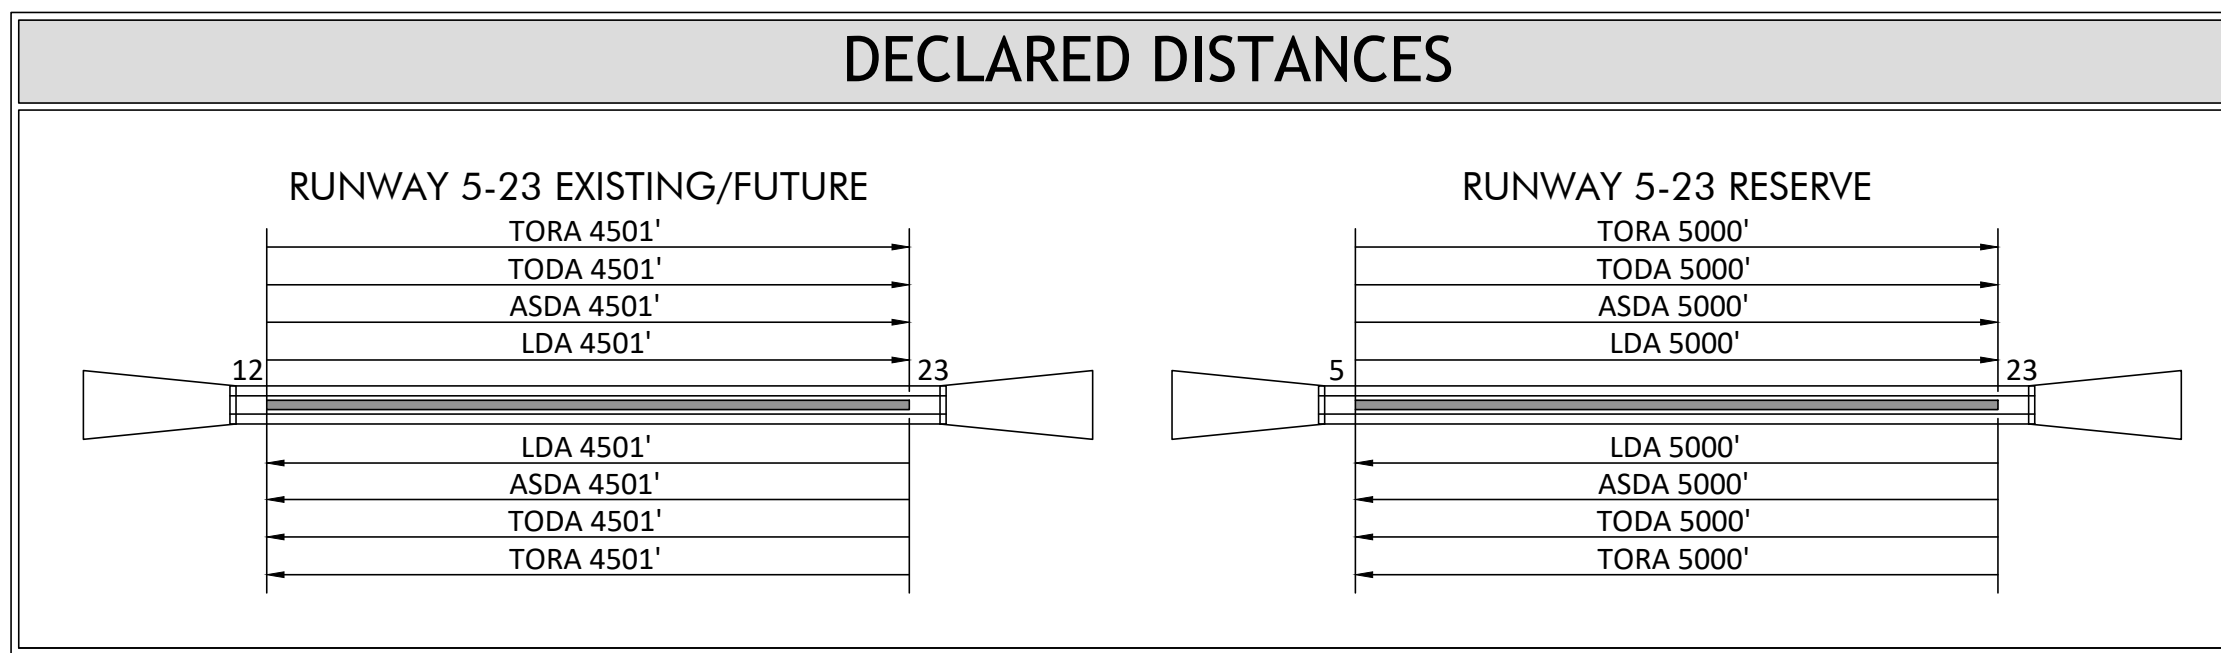 DECLARED DISTANCES
RUNWAY 5-23 EXISTING/FUTURE
TORA 4501'
TODA 4501'
ASDA 4501'
LDA 4501'
12
23
LDA 4501'
ASDA 4501'
TODA 4501'
TORA 4501'
RUNWAY 5-23 RESERVE
TORA 5000'
TODA 5000'
ASDA 5000'
LDA 5000'
5
23
LDA 5000'
ASDA 5000'
TODA 5000'
TORA 5000'